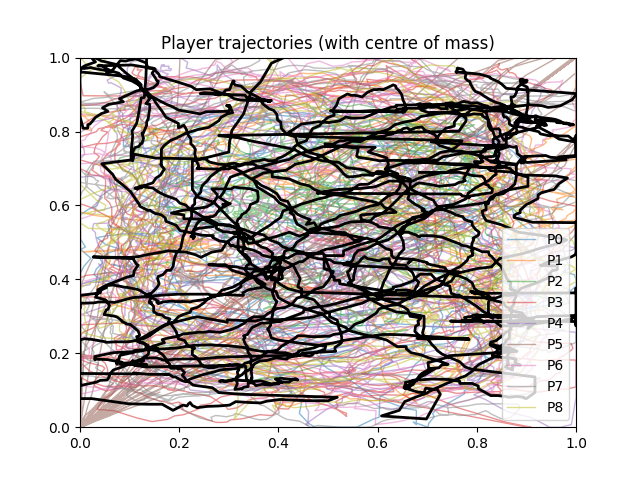 Player trajectories (with centre of mass)
1.0
0.8
0.6
0.4
0.2
0.0
0.0 0.2 0.4 0.6 0.8 1.0
P0
P1
P2
P3
P4
P5
P6
P7
P8